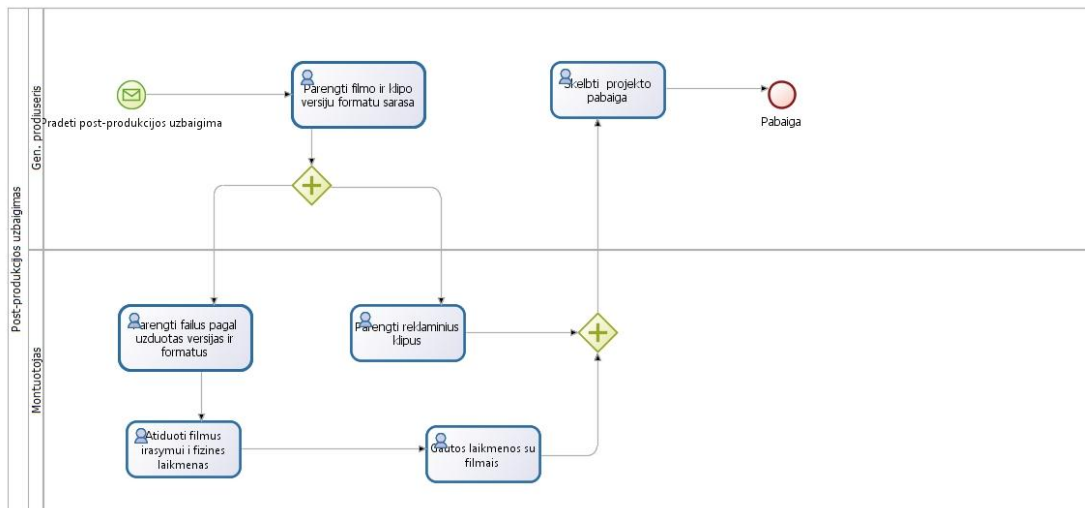 Post-produkcijos uzbaigimas
Gen. prodiuseris
Pradeti post-produkcijos uzbaigima
Parengti filmo ir klipo
versiju formatu sarasa
Skelbti projekto
pabaiga
Pabaiga
Montuotojas
Parengti failus pagal
uzduotas versijas ir
formatus
Parengti reklaminius
klipus
Atiduoti filmus
irasymui i fizines
laikmenas
Gautos laikmenos su
filmais